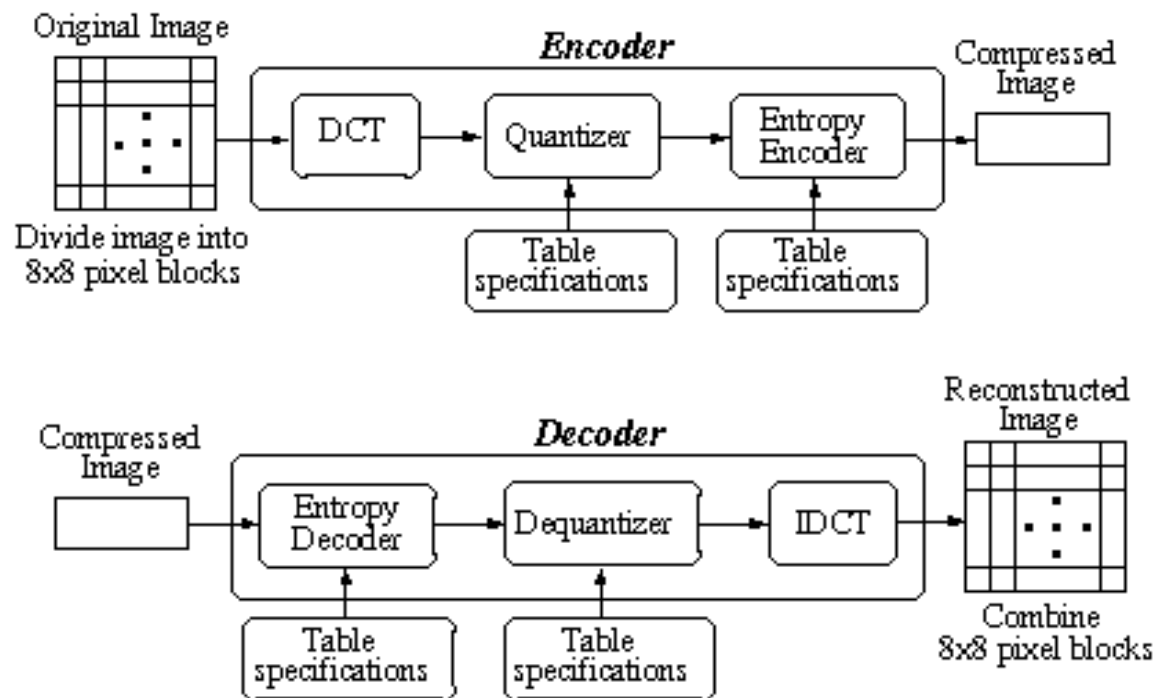 Original Image
Encoder
Compressed
Image
DCT
Quantizer
Entropy
Encoder
Divide image into
8x8 pixel blocks
Table
specifications
Table
specifications
Reconstructed
Image
Decoder
Compressed
Image
Entropy
Decoder
Dequantizer
IDCT
Combine
8x8 pixel blocks
Table
specifications
Table
specifications